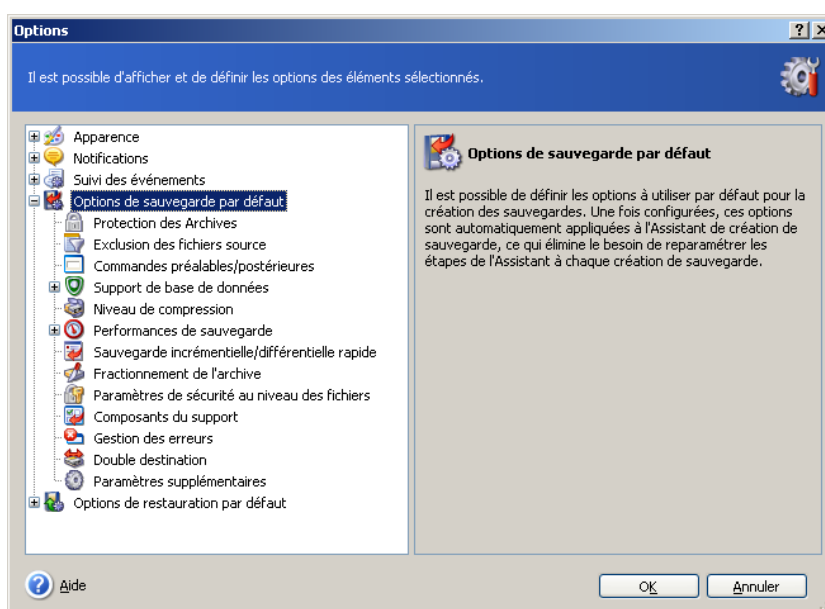 Options
Il est possible d'afficher et de définir les options des éléments sélectionnés.
Apparence
Notifications
Suivi des événements
Options de sauvegarde par défaut
Protection des Archives
Exclusion des fichiers source
Commandes préalables/postérieures
Support de base de données
Niveau de compression
Performances de sauvegarde
Sauvegarde incrémentielle/différentielle rapide
Fractionnement de l'archive
Paramètres de sécurité au niveau des fichiers
Composants du support
Gestion des erreurs
Double destination
Paramètres supplémentaires
Options de restauration par défaut
Options de sauvegarde par défaut
Il est possible de définir les options à utiliser par défaut pour la
création des sauvegardes. Une fois configurées, ces options
sont automatiquement appliquées à l'Assistant de création de
sauvegarde, ce qui élimine le besoin de reparamétrer les
étapes de l'Assistant à chaque création de sauvegarde.
Aide
OK
Annuler